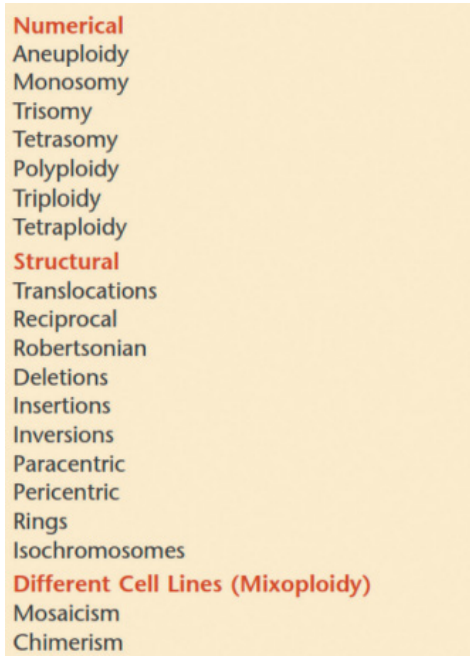 Numerical
Aneuploidy
Monosomy
Trisomy
Tetrasomy
Polyploidy
Triploidy
Tetraploidy
Structural
Translocations
Reciprocal
Robertsonian
Deletions
Insertions
Inversions
Paracentric
Pericentric
Rings
Isochromosomes
Different Cell Lines (Mixoploidy)
Mosaicism
Chimerism